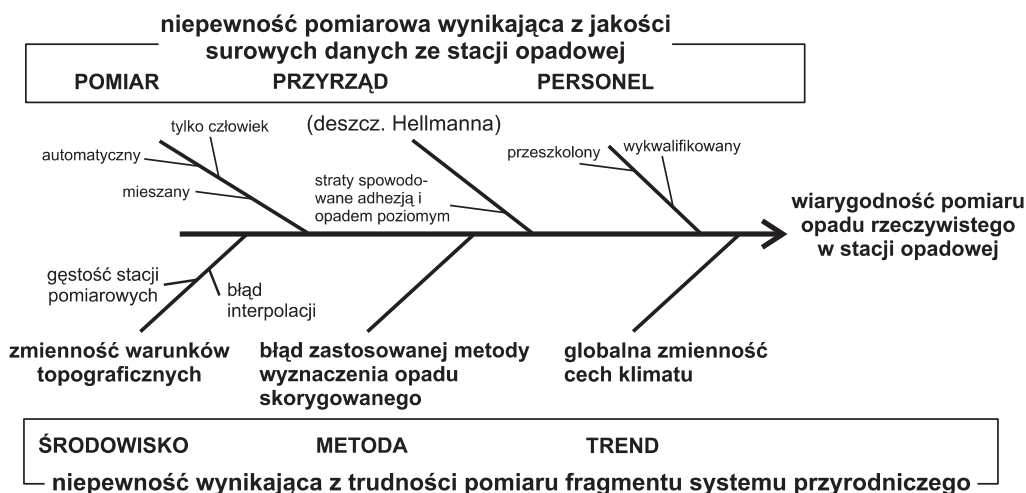 niepewność pomiarowa wynikająca z jakości
surowych danych ze stacji opadowej
POMIAR PRZYRZĄD PERSONEL
tylko człowiek
automatyczny
mieszany
(deszcz. Hellmanna)
straty spowodo-
wane adhezją i
opadem poziomym
przeszkolony
wykwalifikowany
wiarygodność pomiaru
opadu rzeczywistego
w stacji opadowej
gęstość stacji
pomiarowych
błąd
interpolacji
zmienność warunków
topograficznych
błąd zastosowanej metody
wyznaczenia opadu
skorygowanego
globalna zmienność
cech klimatu
ŚRODOWISKO METODA TREND
niepewność wynikająca z trudności pomiaru fragmentu systemu przyrodniczego